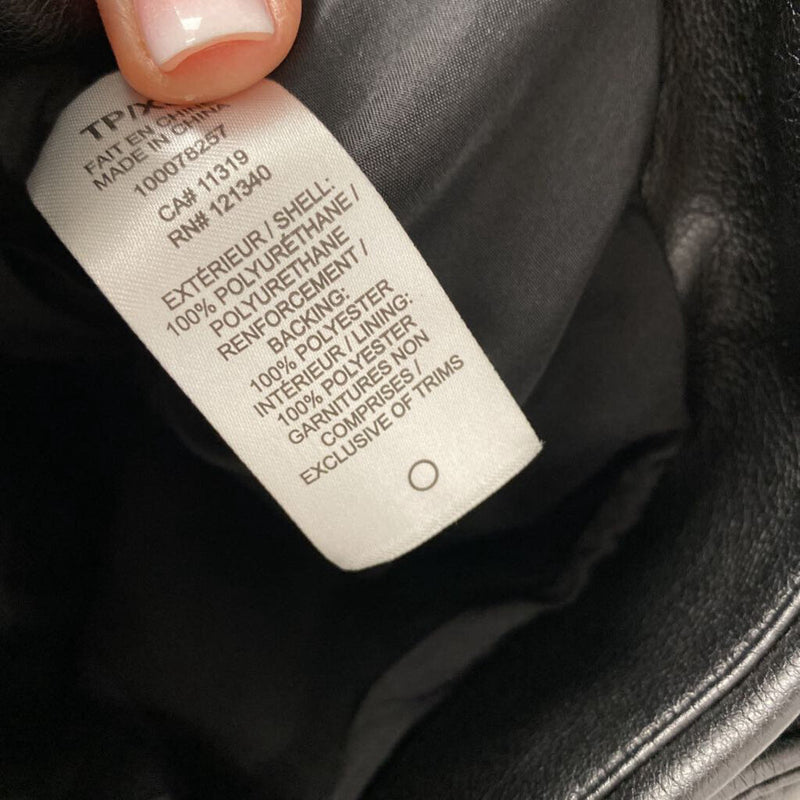 FAIT EN CHINE
MADE IN CHINA
100078257
CA# 11319
RN# 121340
EXTÉRIEUR / SHELL:
100% POLYURÉTHANE /
POLYURETHANE
RENFORCEMENT /
BACKING:
100% POLYESTER
INTÉRIEUR / LINING:
100% POLYESTER
GARNITURES NON
COMPRISES /
EXCLUSIVE OF TRIMS